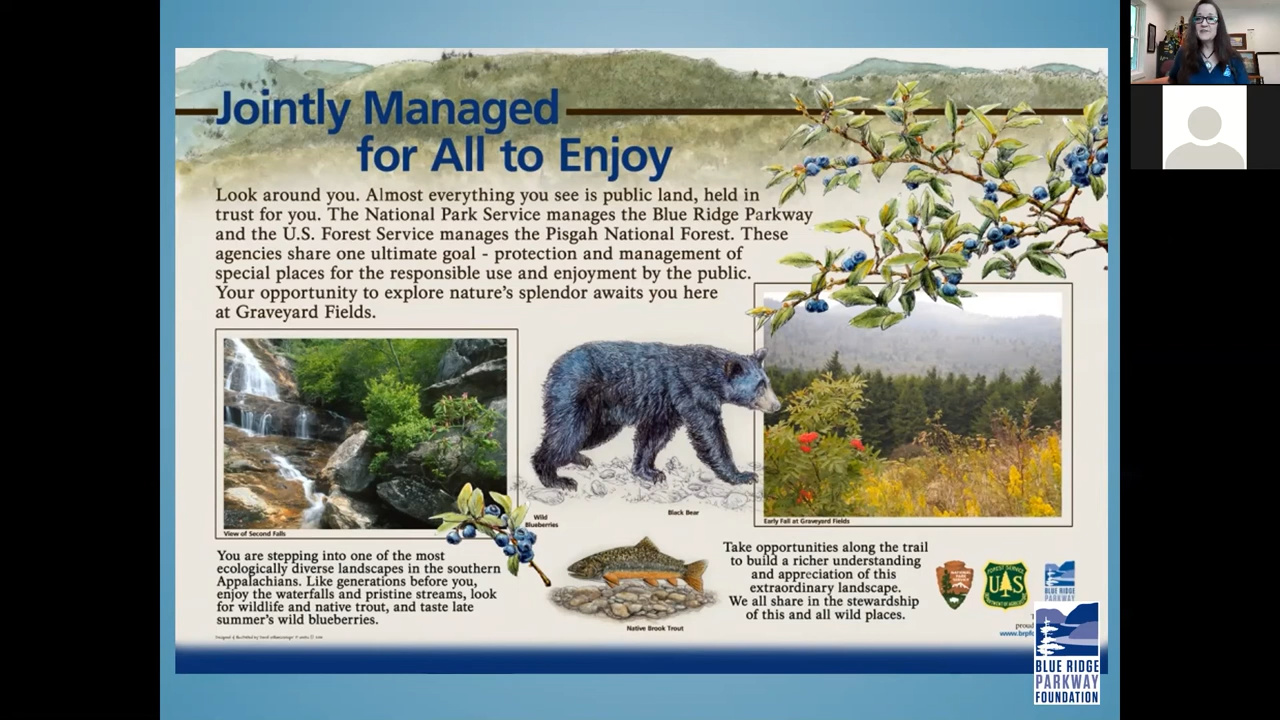 Jointly Managed
for All to Enjoy
Look around you. Almost everything you see is public land, held in
trust for you. The National Park Service manages the Blue Ridge Parkway
and the U.S. Forest Service manages the Pisgah National Forest. These
agencies share one ultimate goal - protection and management of
special places for the responsible use and enjoyment by the public.
Your opportunity to explore nature's splendor awaits you here
at Graveyard Fields.
View of Second Falls
Wild
Blueberries
Black Bear
Early Fall at Graveyard Fields
You are stepping into one of the most
ecologically diverse landscapes in the southern
Appalachians. Like generations before you,
enjoy the waterfalls and pristine streams, look
for wildlife and native trout, and taste late
summer's wild blueberries.
Native Brook Trout
Take opportunities along the trail
to build a richer understanding
and appreciation of this
extraordinary landscape.
We all share in the stewardship
of this and all wild places.
FOREST SERVICE
US
DEPARTMENT OF AGRICULTURE
BLUE RIDGE
PARKWAY
BLUE RIDGE
PARKWAY
FOUNDATION